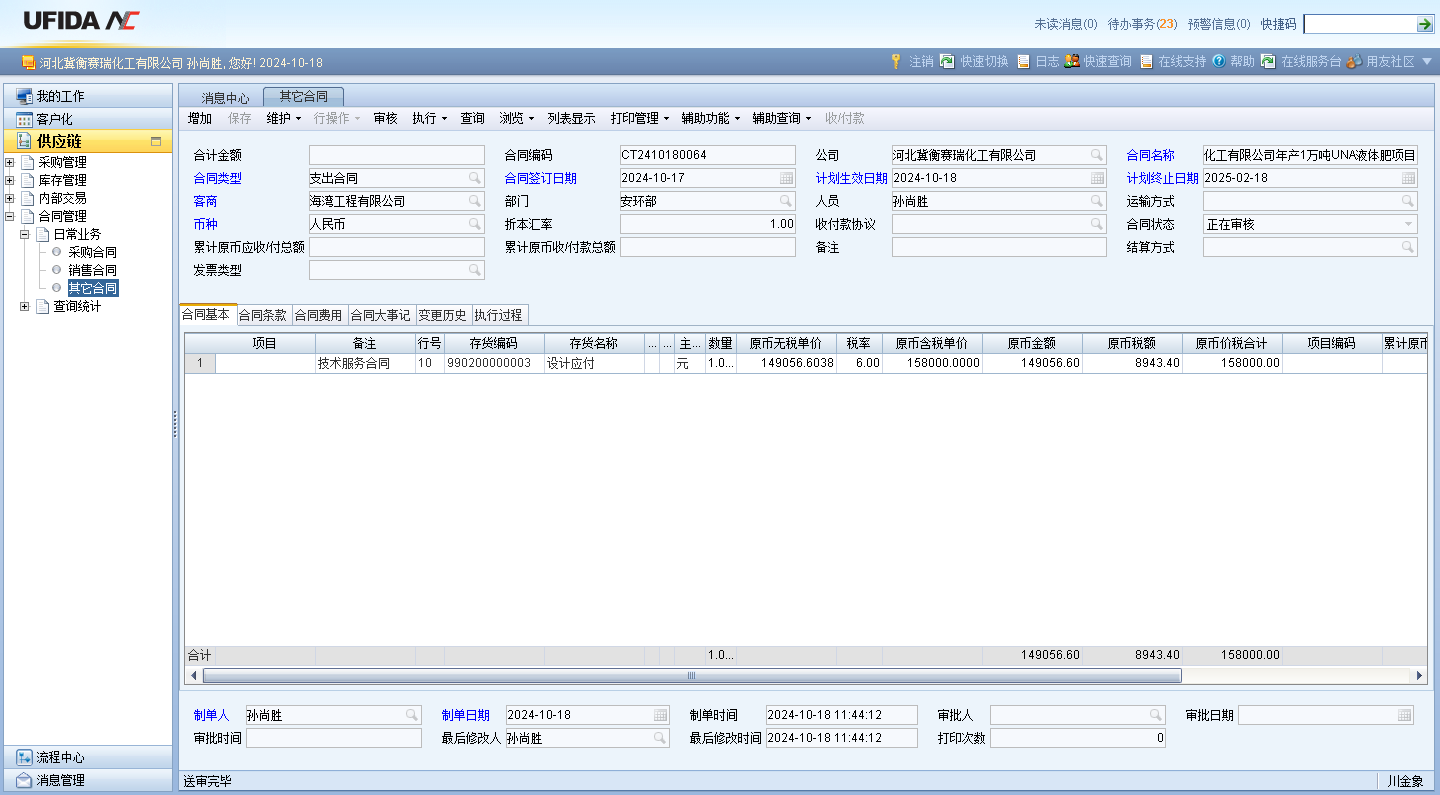 UFIDA NC
未读消息(0) 待办事务(23) 预警信息(0) 快捷码
河北冀衡赛瑞化工有限公司 孙尚胜, 您好! 2024-10-18
注销 快速切换 日志 快速查询 在线支持 帮助 在线服务台 用友社区
我的工作
客户化
供应链
采购管理
库存管理
内部交易
合同管理
日常业务
采购合同
销售合同
其它合同
查询统计
流程中心
消息管理
消息中心 其它合同
增加 保存 维护 行操作 审核 执行 查询 浏览 列表显示 打印管理 辅助功能 辅助查询 收/付款
合计金额 合同编码 CT2410180064 公司 河北冀衡赛瑞化工有限公司 合同名称 化工有限公司年产1万吨UNA液体肥项目
合同类型 支出合同 合同签订日期 2024-10-17 计划生效日期 2024-10-18 计划终止日期 2025-02-18
客商 海湾工程有限公司 部门 安环部 人员 孙尚胜 运输方式
币种 人民币 折本汇率 1.00 收付款协议 合同状态 正在审核
累计原币应收/付总额 累计原币收/付款总额 备注 结算方式
发票类型
合同基本 合同条款 合同费用 合同大事记 变更历史 执行过程
项目 备注 行号 存货编码 存货名称 ... ... 主... 数量 原币无税单价 税率 原币含税单价 原币金额 原币税额 原币价税合计 项目编码 累计原币
1 技术服务合同 10 990200000003 设计应付 元 1.0... 149056.6038 6.00 158000.0000 149056.60 8943.40 158000.00
合计 1.0... 149056.60 8943.40 158000.00
制单人 孙尚胜 制单日期 2024-10-18 制单时间 2024-10-18 11:44:12 审批人 审批日期
审批时间 最后修改人 孙尚胜 最后修改时间 2024-10-18 11:44:12 打印次数 0
送审完毕 川金象